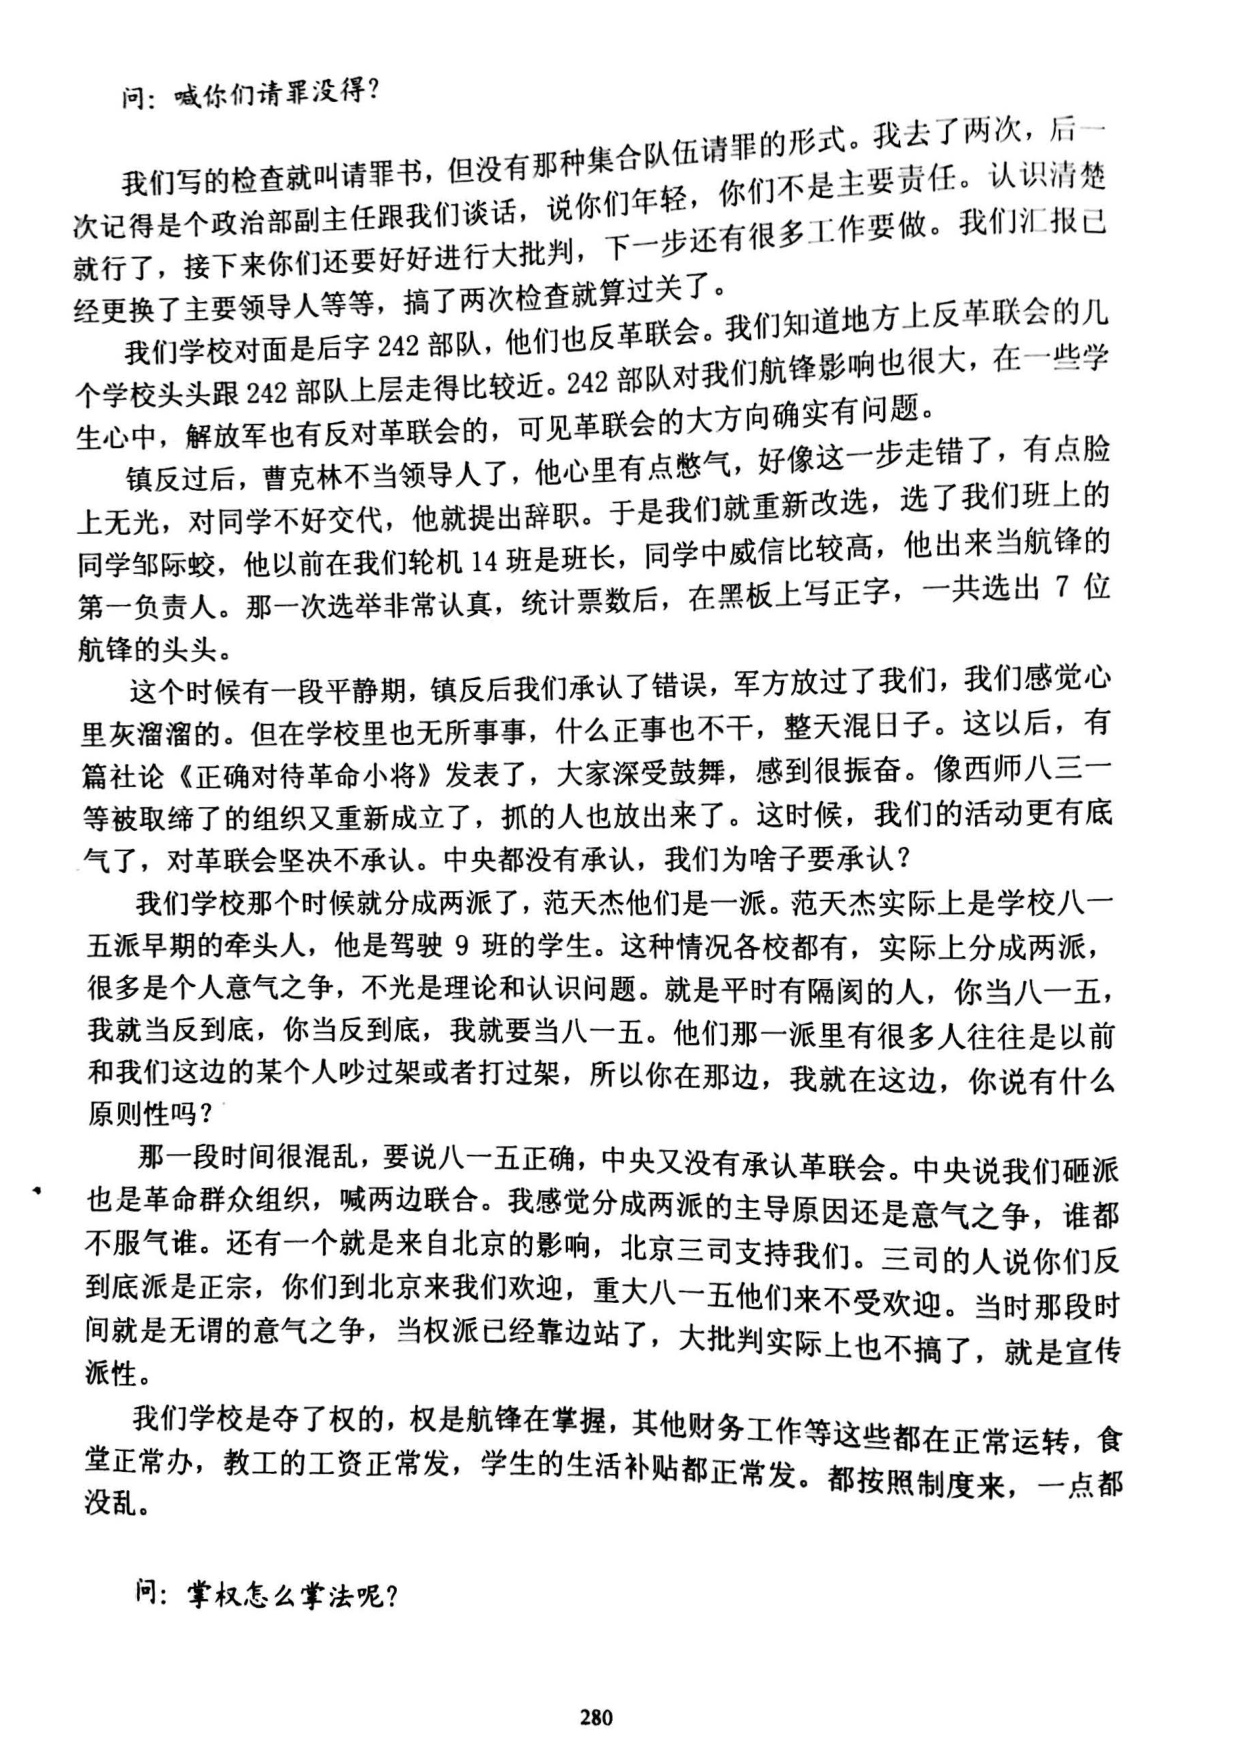 问：喊你们请罪没得？
我们写的检查就叫请罪书，但没有那种集合队伍请罪的形式。我去了两次，后一
次记得是个政治部副主任跟我们谈话，说你们年轻，你们不是主要责任。认识清楚
就行了，接下来你们还要好好进行大批判，下一步还有很多工作要做。我们汇报已
经更换了主要领导人等等，搞了两次检查就算过关了。
我们学校对面是后字 242 部队，他们也反革联会。我们知道地方上反革联会的几
个学校头头跟 242 部队上层走得比较近。242 部队对我们航锋影响也很大，在一些学
生心中，解放军也有反对革联会的，可见革联会的大方向确实有问题。
镇反过后，曹克林不当领导人了，他心里有点憋气，好像这一步走错了，有点脸
上无光，对同学不好交代，他就提出辞职。于是我们就重新改选，选了我们班上的
同学邹际蛟，他以前在我们轮机 14 班是班长，同学中威信比较高，他出来当航锋的
第一负责人。那一次选举非常认真，统计票数后，在黑板上写正字，一共选出 7 位
航锋的头头。
这个时候有一段平静期，镇反后我们承认了错误，军方放过了我们，我们感觉心
里灰溜溜的。但在学校里也无所事事，什么正事也不干，整天混日子。这以后，有
篇社论《正确对待革命小将》发表了，大家深受鼓舞，感到很振奋。像西师八三一
等被取缔了的组织又重新成立了，抓的人也放出来了。这时候，我们的活动更有底
气了，对革联会坚决不承认。中央都没有承认，我们为啥子要承认？
我们学校那个时候就分成两派了，范天杰他们是一派。范天杰实际上是学校八一
五派早期的牵头人，他是驾驶 9 班的学生。这种情况各校都有，实际上分成两派，
很多是个人意气之争，不光是理论和认识问题。就是平时有隔阂的人，你当八一五，
我就当反到底，你当反到底，我就要当八一五。他们那一派里有很多人往往是以前
和我们这边的某个人吵过架或者打过架，所以你在那边，我就在这边，你说有什么
原则性吗？
那一段时间很混乱，要说八一五正确，中央又没有承认革联会。中央说我们砸派
也是革命群众组织，喊两边联合。我感觉分成两派的主导原因还是意气之争，谁都
不服气谁。还有一个就是来自北京的影响，北京三司支持我们。三司的人说你们反
到底派是正宗，你们到北京来我们欢迎，重大八一五他们来不受欢迎。当时那段时
间就是无谓的意气之争，当权派已经靠边站了，大批判实际上也不搞了，就是宣传
派性。
我们学校是夺了权的，权是航锋在掌握，其他财务工作等这些都在正常运转，食
堂正常办，教工的工资正常发，学生的生活补贴都正常发。都按照制度来，一点都
没乱。
问：掌权怎么掌法呢？
280